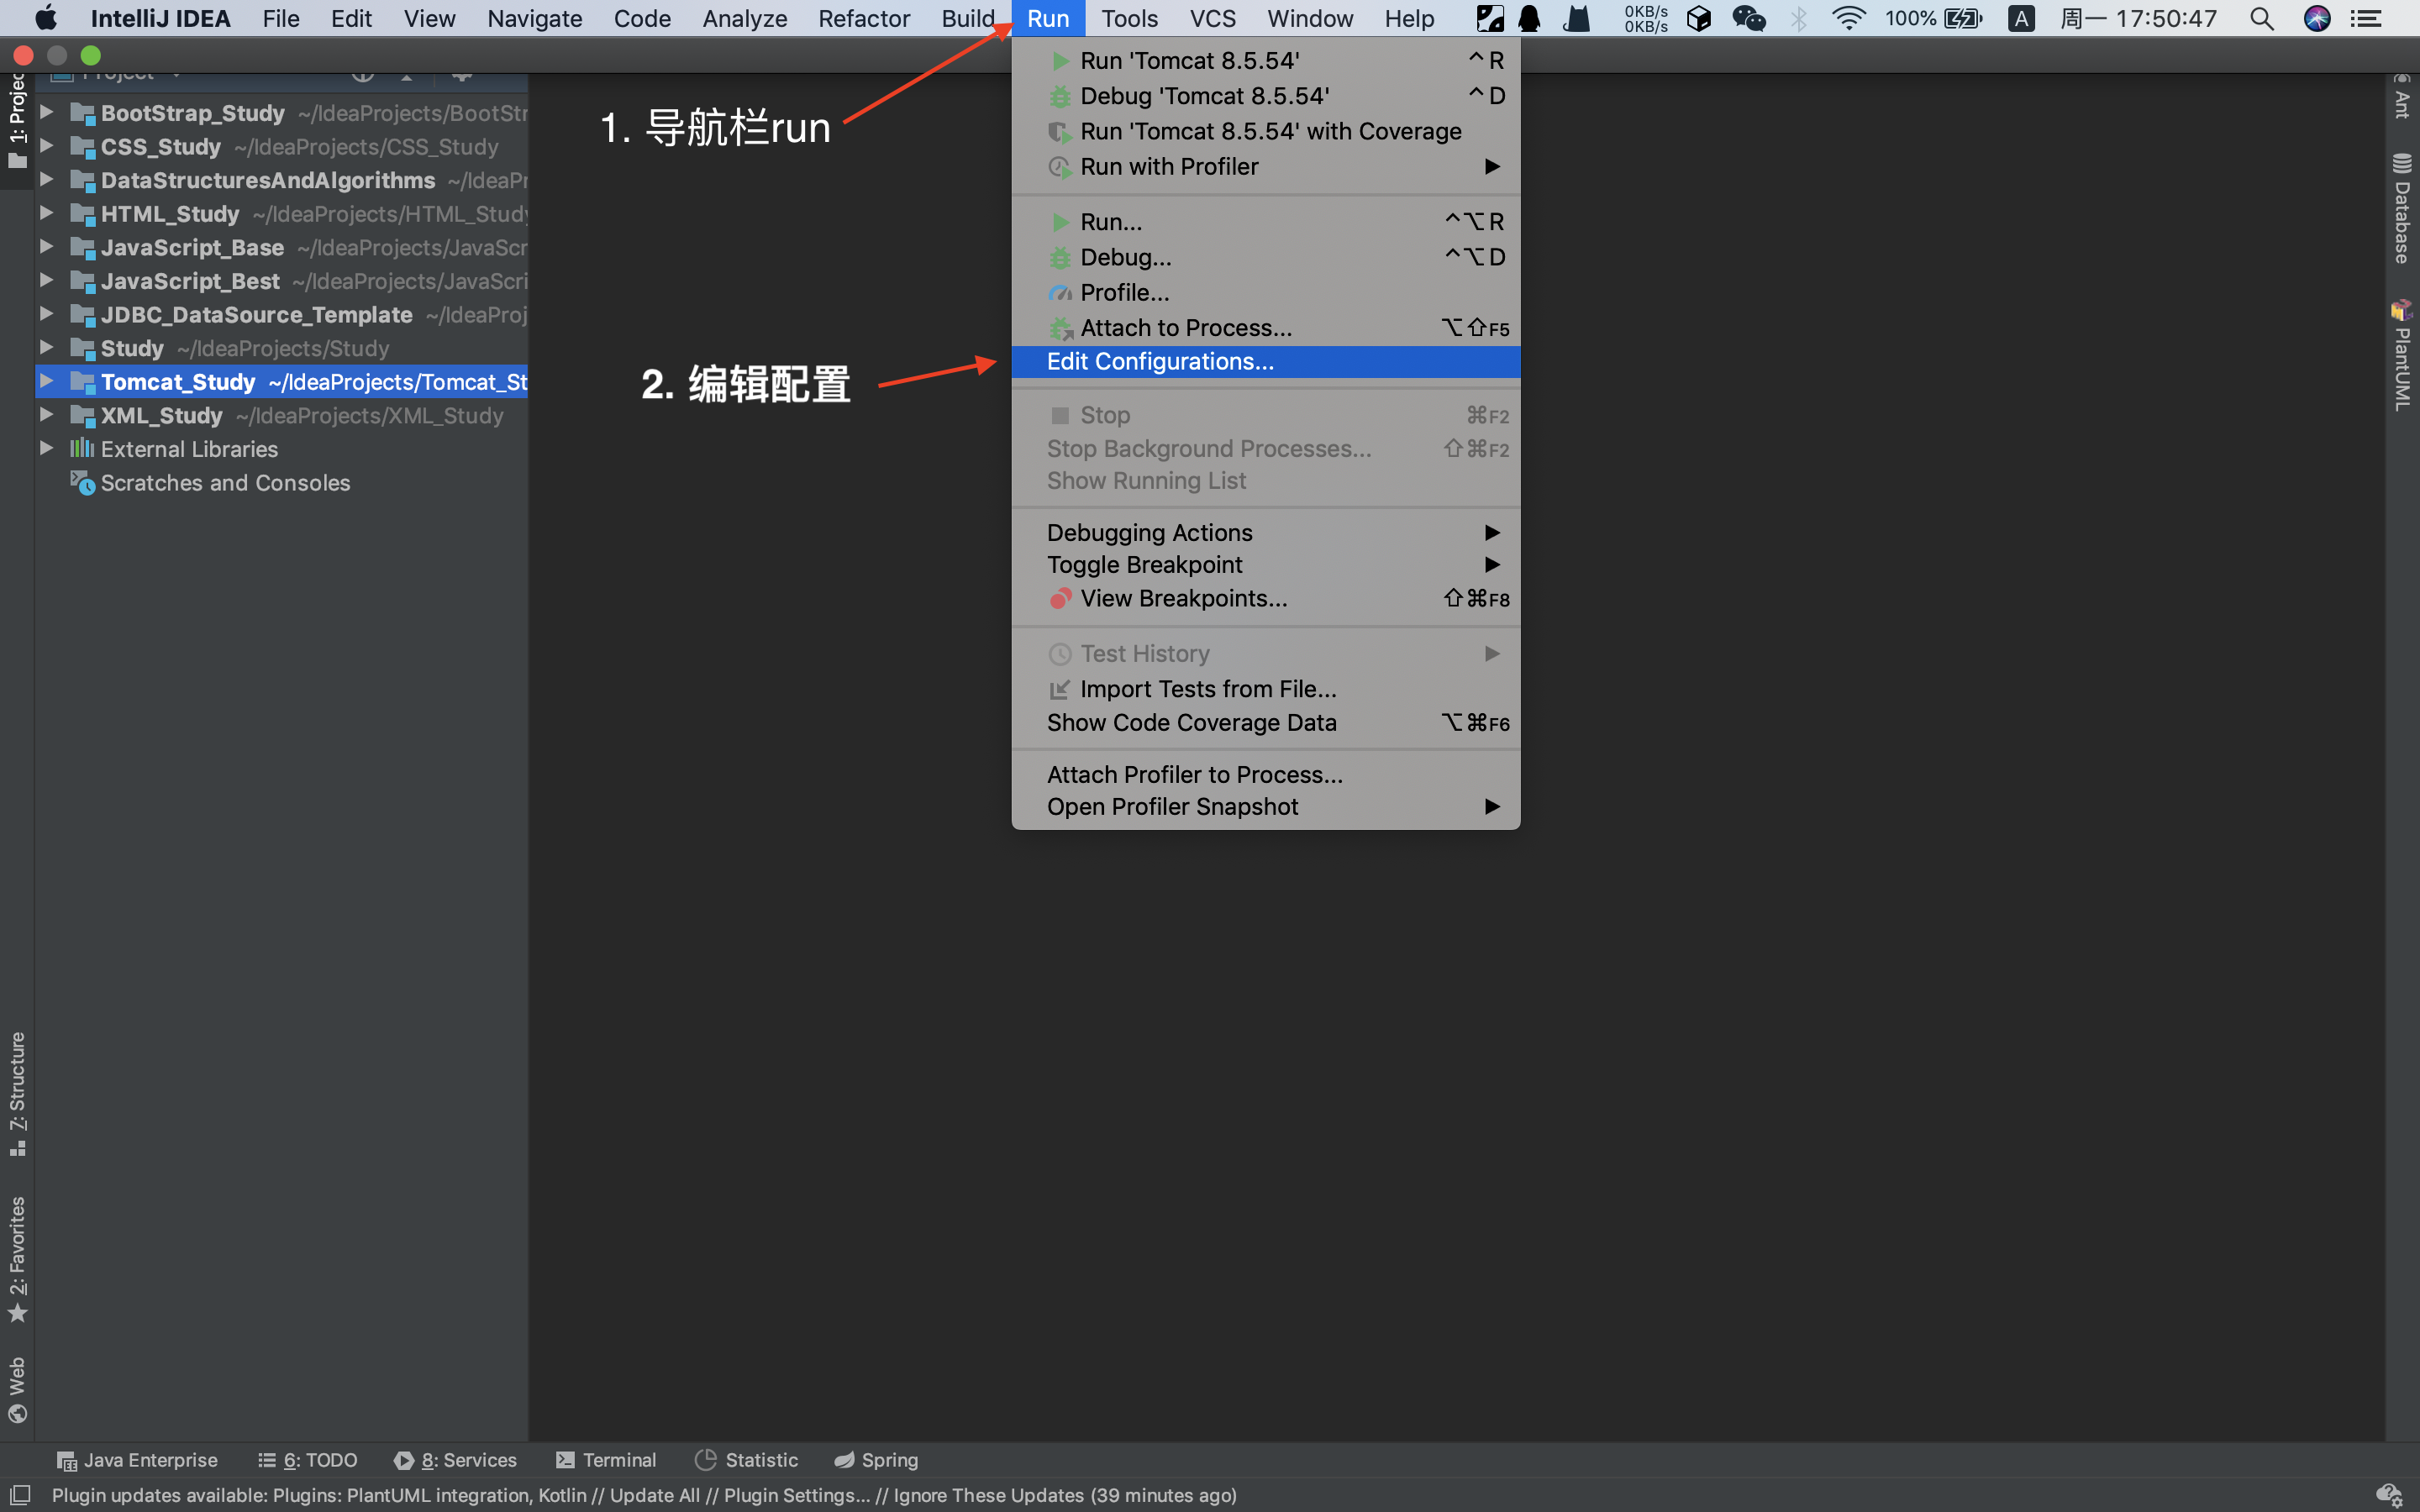 IntelliJ IDEA File Edit View Navigate Code Analyze Refactor Build Run Tools VCS Window Help 0KB/s 0KB/s 100% A 周一 17:50:47
Project
1: Project
BootStrap_Study ~/IdeaProjects/BootStr
CSS_Study ~/IdeaProjects/CSS_Study
DataStructuresAndAlgorithms ~/IdeaPr
HTML_Study ~/IdeaProjects/HTML_Study
JavaScript_Base ~/IdeaProjects/JavaScr
JavaScript_Best ~/IdeaProjects/JavaScri
JDBC_DataSource_Template ~/IdeaProj
Study ~/IdeaProjects/Study
Tomcat_Study ~/IdeaProjects/Tomcat_St
XML_Study ~/IdeaProjects/XML_Study
External Libraries
Scratches and Consoles
1. 导航栏run
2. 编辑配置
Run 'Tomcat 8.5.54' ⌃R
Debug 'Tomcat 8.5.54' ⌃D
Run 'Tomcat 8.5.54' with Coverage
Run with Profiler
Run... ⌃⌥R
Debug... ⌃⌥D
Profile...
Attach to Process... ⌥⇧F5
Edit Configurations...
Stop ⌘F2
Stop Background Processes... ⇧⌘F2
Show Running List
Debugging Actions
Toggle Breakpoint
View Breakpoints... ⇧⌘F8
Test History
Import Tests from File...
Show Code Coverage Data ⌥⌘F6
Attach Profiler to Process...
Open Profiler Snapshot
Ant
Database
PlantUML
7: Structure
2: Favorites
Web
Java Enterprise 6: TODO 8: Services Terminal Statistic Spring
Plugin updates available: Plugins: PlantUML integration, Kotlin // Update All // Plugin Settings... // Ignore These Updates (39 minutes ago)